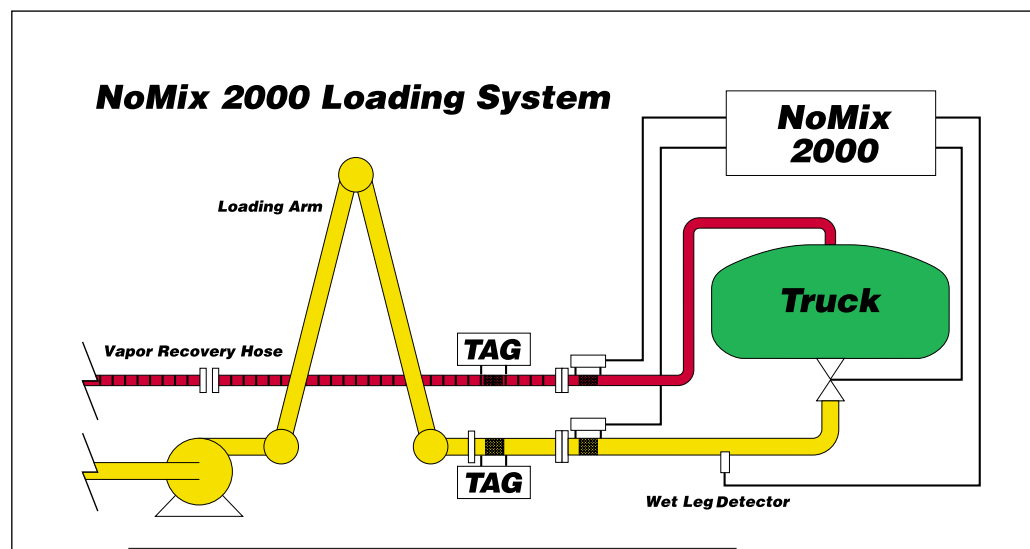 NoMix 2000 Loading System
NoMix
2000
Loading Arm
Truck
Vapor Recovery Hose
TAG
TAG
Wet Leg Detector